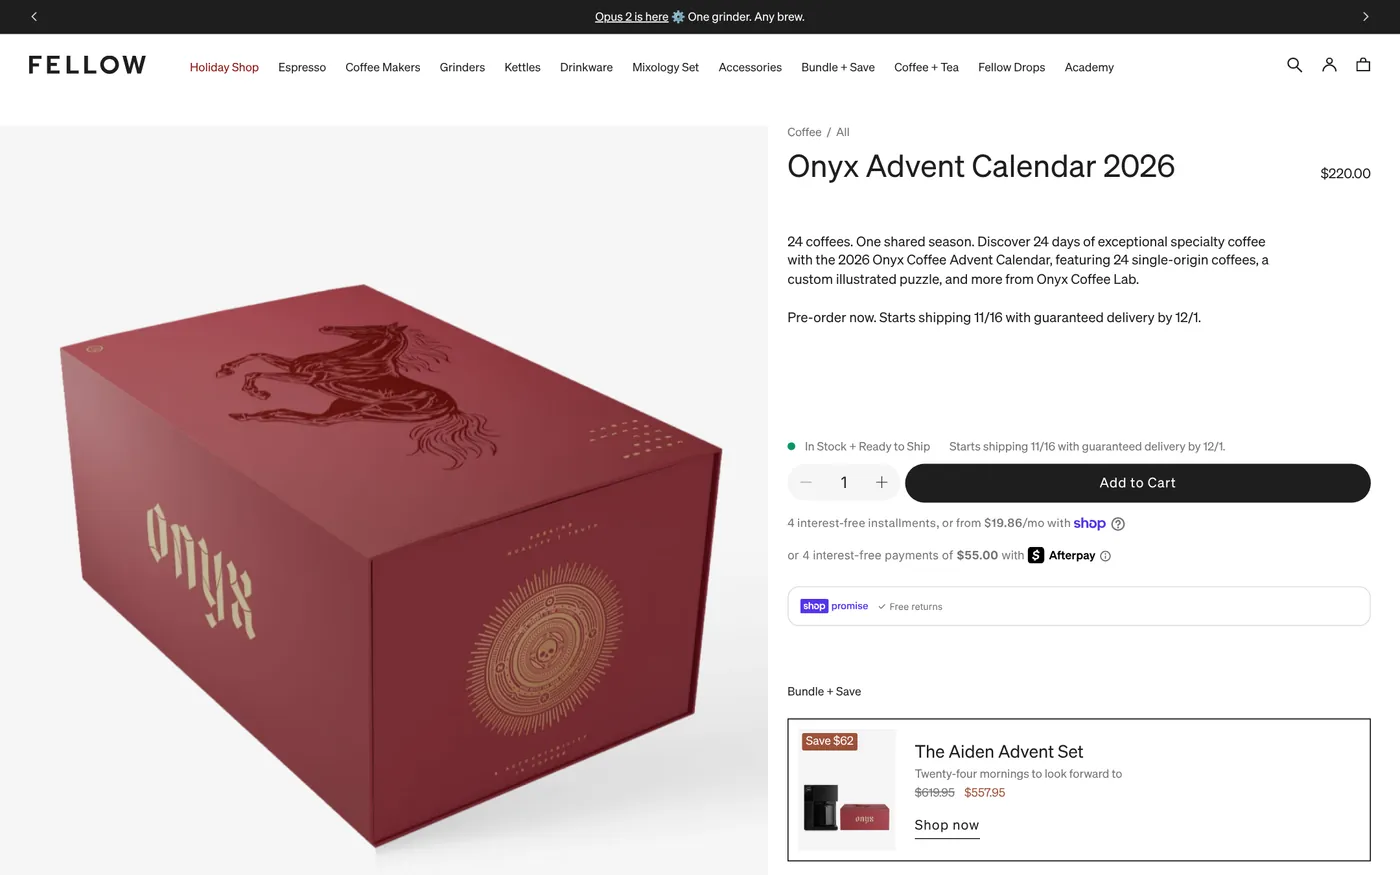 Opus 2 is here ⚙️ One grinder. Any brew.
FELLOW
Holiday Shop Espresso Coffee Makers Grinders Kettles Drinkware Mixology Set Accessories Bundle + Save Coffee + Tea Fellow Drops Academy
Coffee / All
Onyx Advent Calendar 2026
$220.00
24 coffees. One shared season. Discover 24 days of exceptional specialty coffee
with the 2026 Onyx Coffee Advent Calendar, featuring 24 single-origin coffees, a
custom illustrated puzzle, and more from Onyx Coffee Lab.
Pre-order now. Starts shipping 11/16 with guaranteed delivery by 12/1.
In Stock + Ready to Ship Starts shipping 11/16 with guaranteed delivery by 12/1.
1
Add to Cart
4 interest-free installments, or from $19.86/mo with shop
or 4 interest-free payments of $55.00 with Afterpay
shop promise Free returns
Bundle + Save
Save $62
The Aiden Advent Set
Twenty-four mornings to look forward to
$619.95 $557.95
Shop now
onyx
onyx